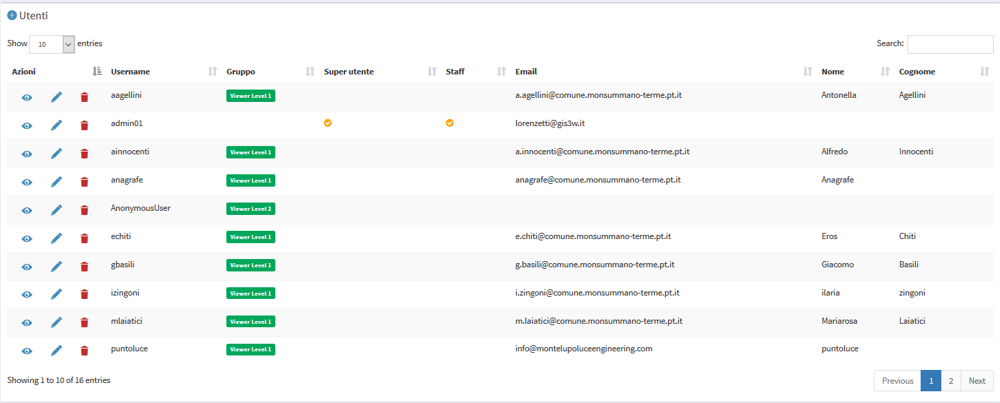 Utenti
Show 10 entries Search:
Azioni Username Gruppo Super utente Staff Email Nome Cognome
aagellini Viewer Level 1 a.agellini@comune.monsummano-terme.pt.it Antonella Agellini
admin01 lorenzetti@gis3w.it
ainnocenti Viewer Level 1 a.innocenti@comune.monsummano-terme.pt.it Alfredo Innocenti
anagrafe Viewer Level 1 anagrafe@comune.monsummano-terme.pt.it Anagrafe
AnonymousUser Viewer Level 2
echiti Viewer Level 1 e.chiti@comune.monsummano-terme.pt.it Eros Chiti
gbasili Viewer Level 1 g.basili@comune.monsummano-terme.pt.it Giacomo Basili
izingoni Viewer Level 1 i.zingoni@comune.monsummano-terme.pt.it ilaria zingoni
mlaiatici Viewer Level 1 m.laiatici@comune.monsummano-terme.pt.it Mariarosa Laiatici
puntoluce Viewer Level 1 info@montelupoluceengineering.com puntoluce
Showing 1 to 10 of 16 entries Previous 1 2 Next